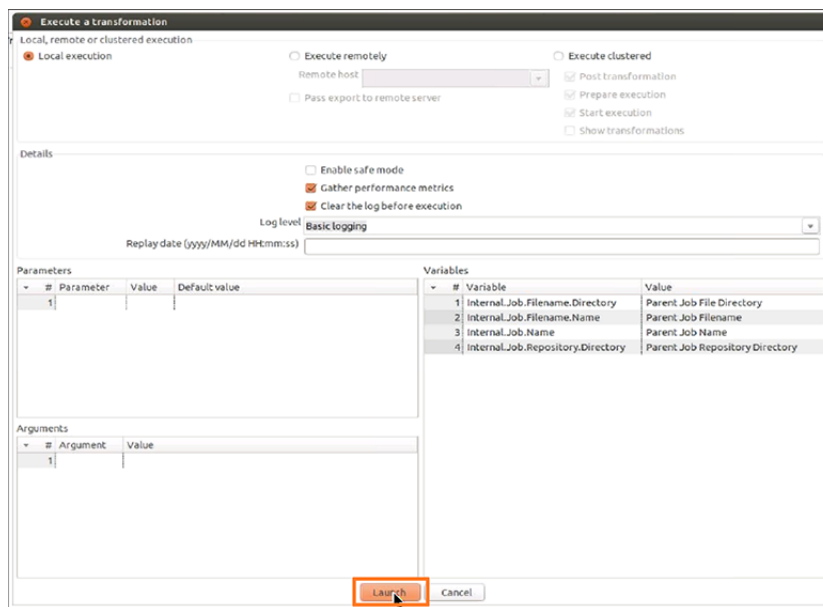 Execute a transformation
Local, remote or clustered execution
Local execution
Execute remotely
Execute clustered
Remote host
Post transformation
Prepare execution
Pass export to remote server
Start execution
Show transformations
Details
Enable safe mode
Gather performance metrics
Clear the log before execution
Log level Basic logging
Replay date (yyyy/MM/dd HH:mm:ss)
Parameters
# Parameter Value Default value
1
Variables
# Variable Value
1 Internal.Job.Filename.Directory Parent Job File Directory
2 Internal.Job.Filename.Name Parent Job Filename
3 Internal.Job.Name Parent Job Name
4 Internal.Job.Repository.Directory Parent Job Repository Directory
Arguments
# Argument Value
1
Launch Cancel